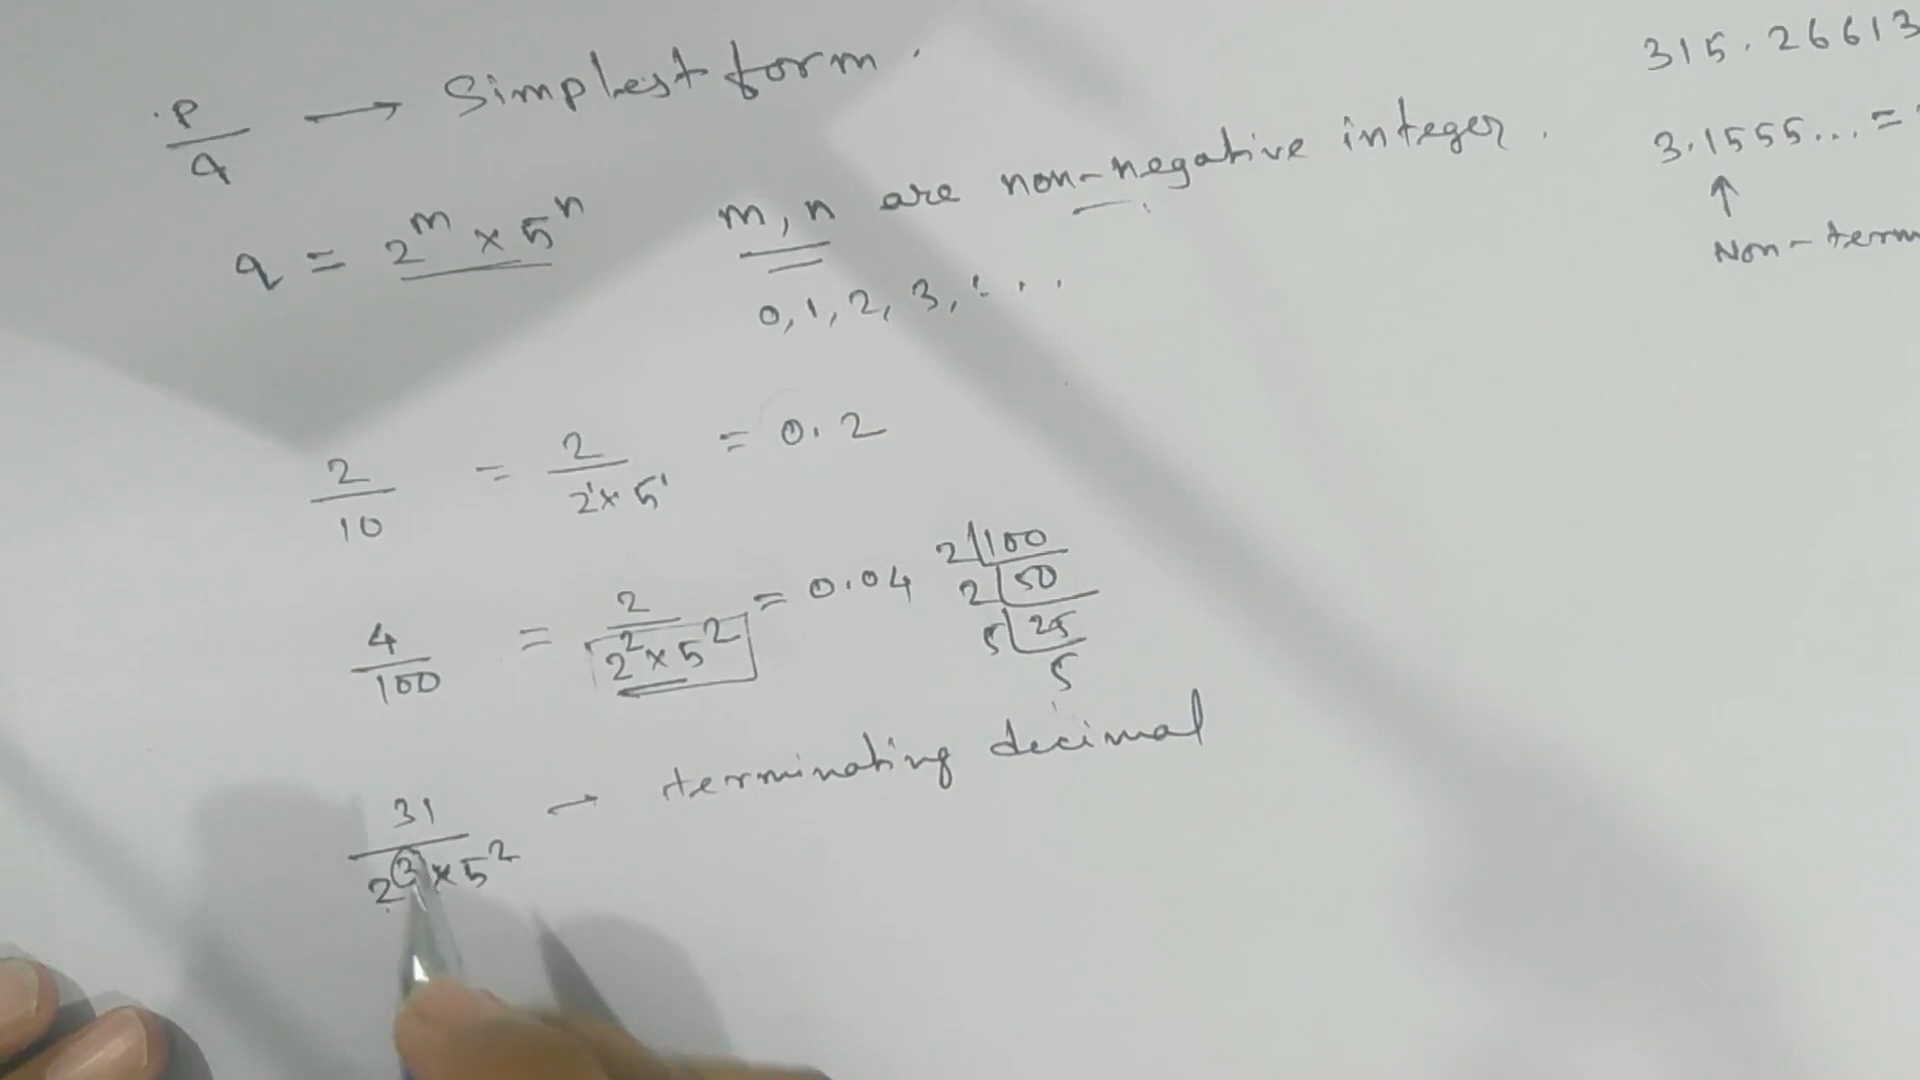 p/q → Simplest form.
q = 2^m × 5^n    m, n are non-negative integer.
0, 1, 2, 3, ...
2/10 = 2/2^1×5^1 = 0.2
4/100 = 2/2^2×5^2 = 0.04
2 | 100
2 | 50
5 | 25
5
31/2^3×5^2 → terminating decimal
315.26613
3.1555... =
↑
Non-term